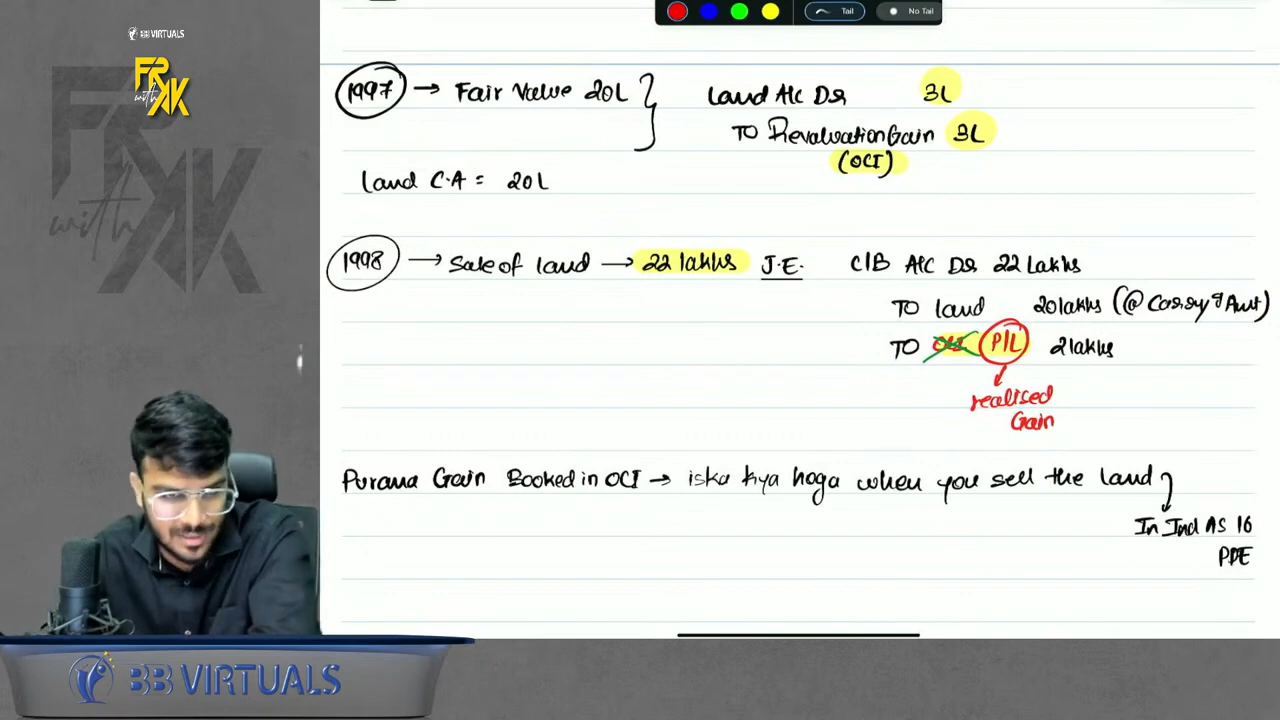 BB VIRTUALS
FR
with
AK
Tail
No Tail
1997 → Fair Value 20L
Land A/c Dr 3L
To Revaluation Gain 3L
(OCI)
Land C.A = 20L
1998 → Sale of land → 22 lakhs J.E. C/B A/c Dr 22 Lakhs
To land 20 lakhs (@ Carryg Amt)
To OCI P/L 2 lakhs
realised
Gain
Purana Gain Booked in OCI → iska kya hoga when you sell the land
In Ind AS 16
PPE
BB VIRTUALS